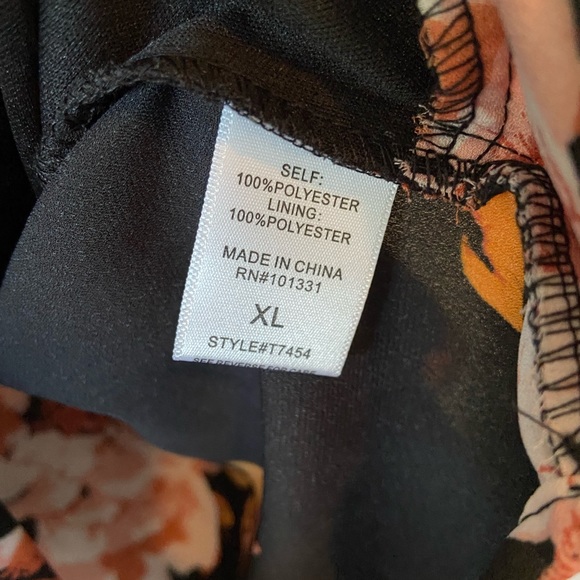 SELF:
100%POLYESTER
LINING:
100%POLYESTER
MADE IN CHINA
RN#101331
XL
STYLE#T7454